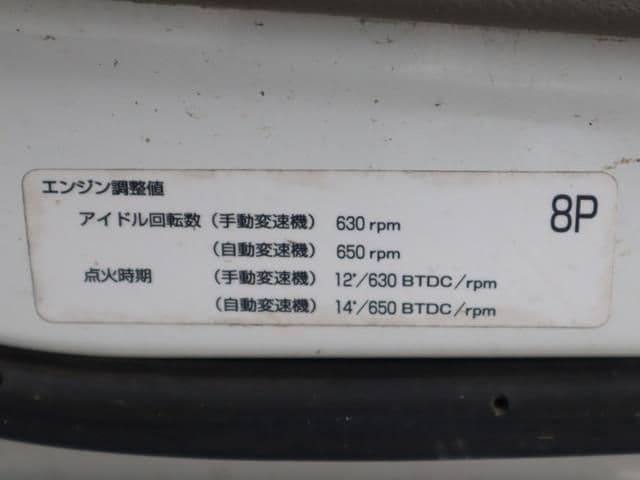 エンジン調整値
8P
アイドル回転数 (手動変速機) 630 rpm
(自動変速機) 650 rpm
点火時期 (手動変速機) 12°/630 BTDC/rpm
(自動変速機) 14°/650 BTDC/rpm